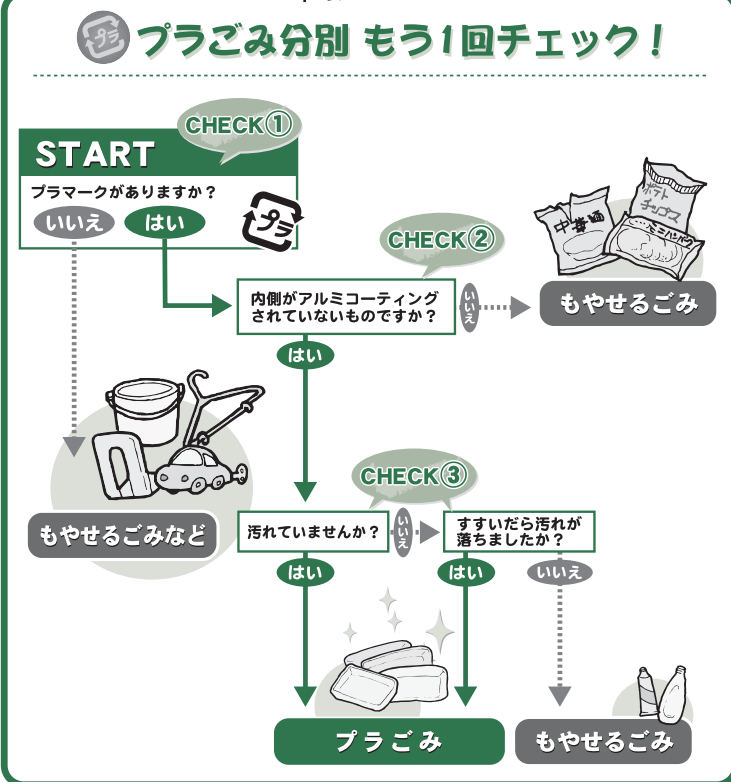 プラ
プラごみ分別 もう1回チェック!
CHECK①
START
プラマークがありますか?
いいえ
はい
プラ
CHECK②
内側がアルミコーティング
されていないものですか?
いいえ
はい
中華麺
ポテト
チップス
ミニハンバーグ
もやせるごみ
もやせるごみなど
CHECK③
汚れていませんか?
いいえ
はい
すすいだら汚れが
落ちましたか?
はい
いいえ
プラごみ
もやせるごみ